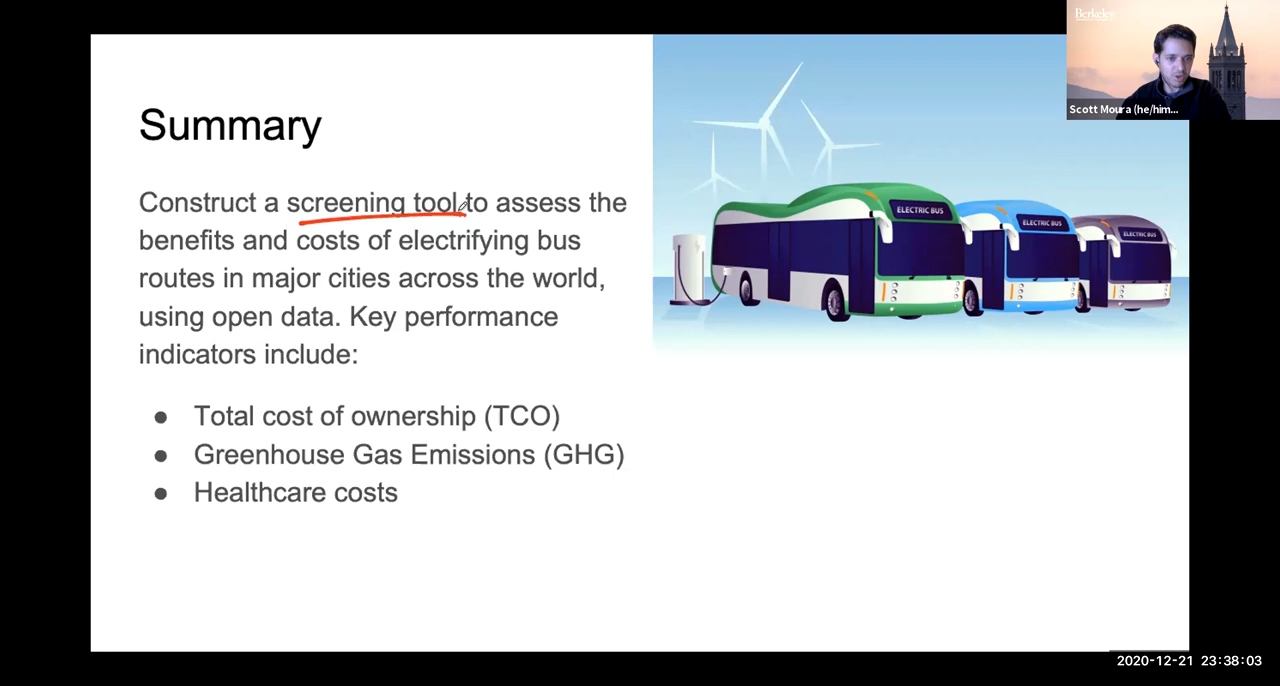 Berkeley
Scott Moura (he/him...
Summary
Construct a screening tool to assess the
benefits and costs of electrifying bus
routes in major cities across the world,
using open data. Key performance
indicators include:
● Total cost of ownership (TCO)
● Greenhouse Gas Emissions (GHG)
● Healthcare costs
ELECTRIC BUS
ELECTRIC BUS
ELECTRIC BUS
2020-12-21 23:38:03